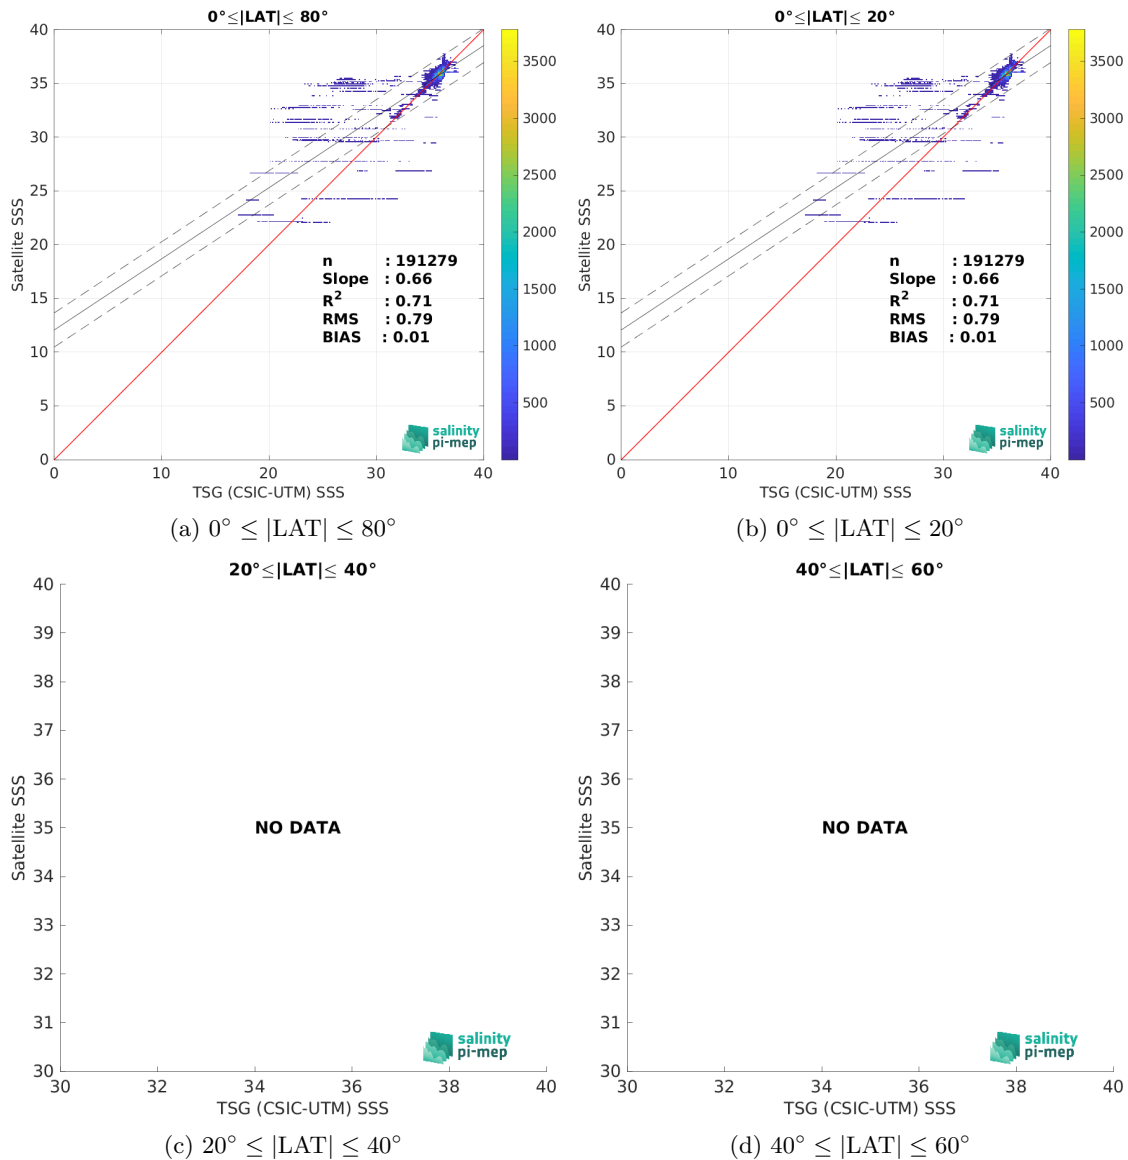 0°≤|LAT|≤ 80°
40
35
30
25
20
15
10
5
0
Satellite SSS
n : 191279
Slope : 0.66
R² : 0.71
RMS : 0.79
BIAS : 0.01
salinity
pi-mep
0 10 20 30 40
TSG (CSIC-UTM) SSS
3500
3000
2500
2000
1500
1000
500
(a) 0° ≤ |LAT| ≤ 80°
0°≤|LAT|≤ 20°
40
35
30
25
20
15
10
5
0
Satellite SSS
n : 191279
Slope : 0.66
R² : 0.71
RMS : 0.79
BIAS : 0.01
salinity
pi-mep
0 10 20 30 40
TSG (CSIC-UTM) SSS
3500
3000
2500
2000
1500
1000
500
(b) 0° ≤ |LAT| ≤ 20°
20°≤|LAT|≤ 40°
40
39
38
37
36
35
34
33
32
31
30
Satellite SSS
NO DATA
salinity
pi-mep
30 32 34 36 38 40
TSG (CSIC-UTM) SSS
(c) 20° ≤ |LAT| ≤ 40°
40°≤|LAT|≤ 60°
40
39
38
37
36
35
34
33
32
31
30
Satellite SSS
NO DATA
salinity
pi-mep
30 32 34 36 38 40
TSG (CSIC-UTM) SSS
(d) 40° ≤ |LAT| ≤ 60°